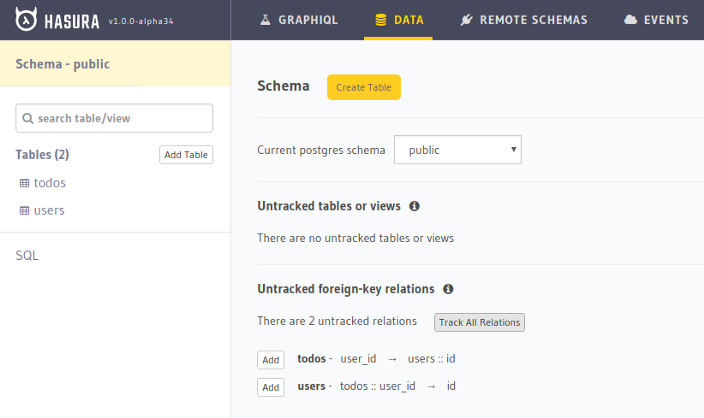 HASURA v1.0.0-alpha34
GRAPHIQL DATA REMOTE SCHEMAS EVENTS
Schema - public
search table/view
Tables (2) Add Table
todos
users
SQL
Schema Create Table
Current postgres schema public
Untracked tables or views
There are no untracked tables or views
Untracked foreign-key relations
There are 2 untracked relations Track All Relations
Add todos - user_id → users :: id
Add users - todos :: user_id → id